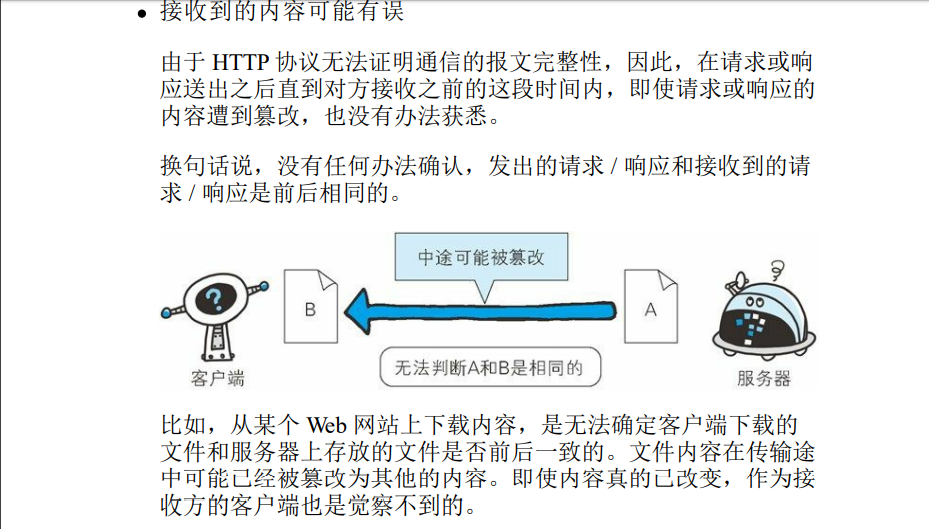 • 接收到的内容可能有误
由于 HTTP 协议无法证明通信的报文完整性，因此，在请求或响
应送出之后直到对方接收之前的这段时间内，即使请求或响应的
内容遭到篡改，也没有办法获悉。
换句话说，没有任何办法确认，发出的请求 / 响应和接收到的请
求 / 响应是前后相同的。
中途可能被篡改
B
A
无法判断A和B是相同的
客户端
服务器
比如，从某个 Web 网站上下载内容，是无法确定客户端下载的
文件和服务器上存放的文件是否前后一致的。文件内容在传输途
中可能已经被篡改为其他的内容。即使内容真的已改变，作为接
收方的客户端也是觉察不到的。